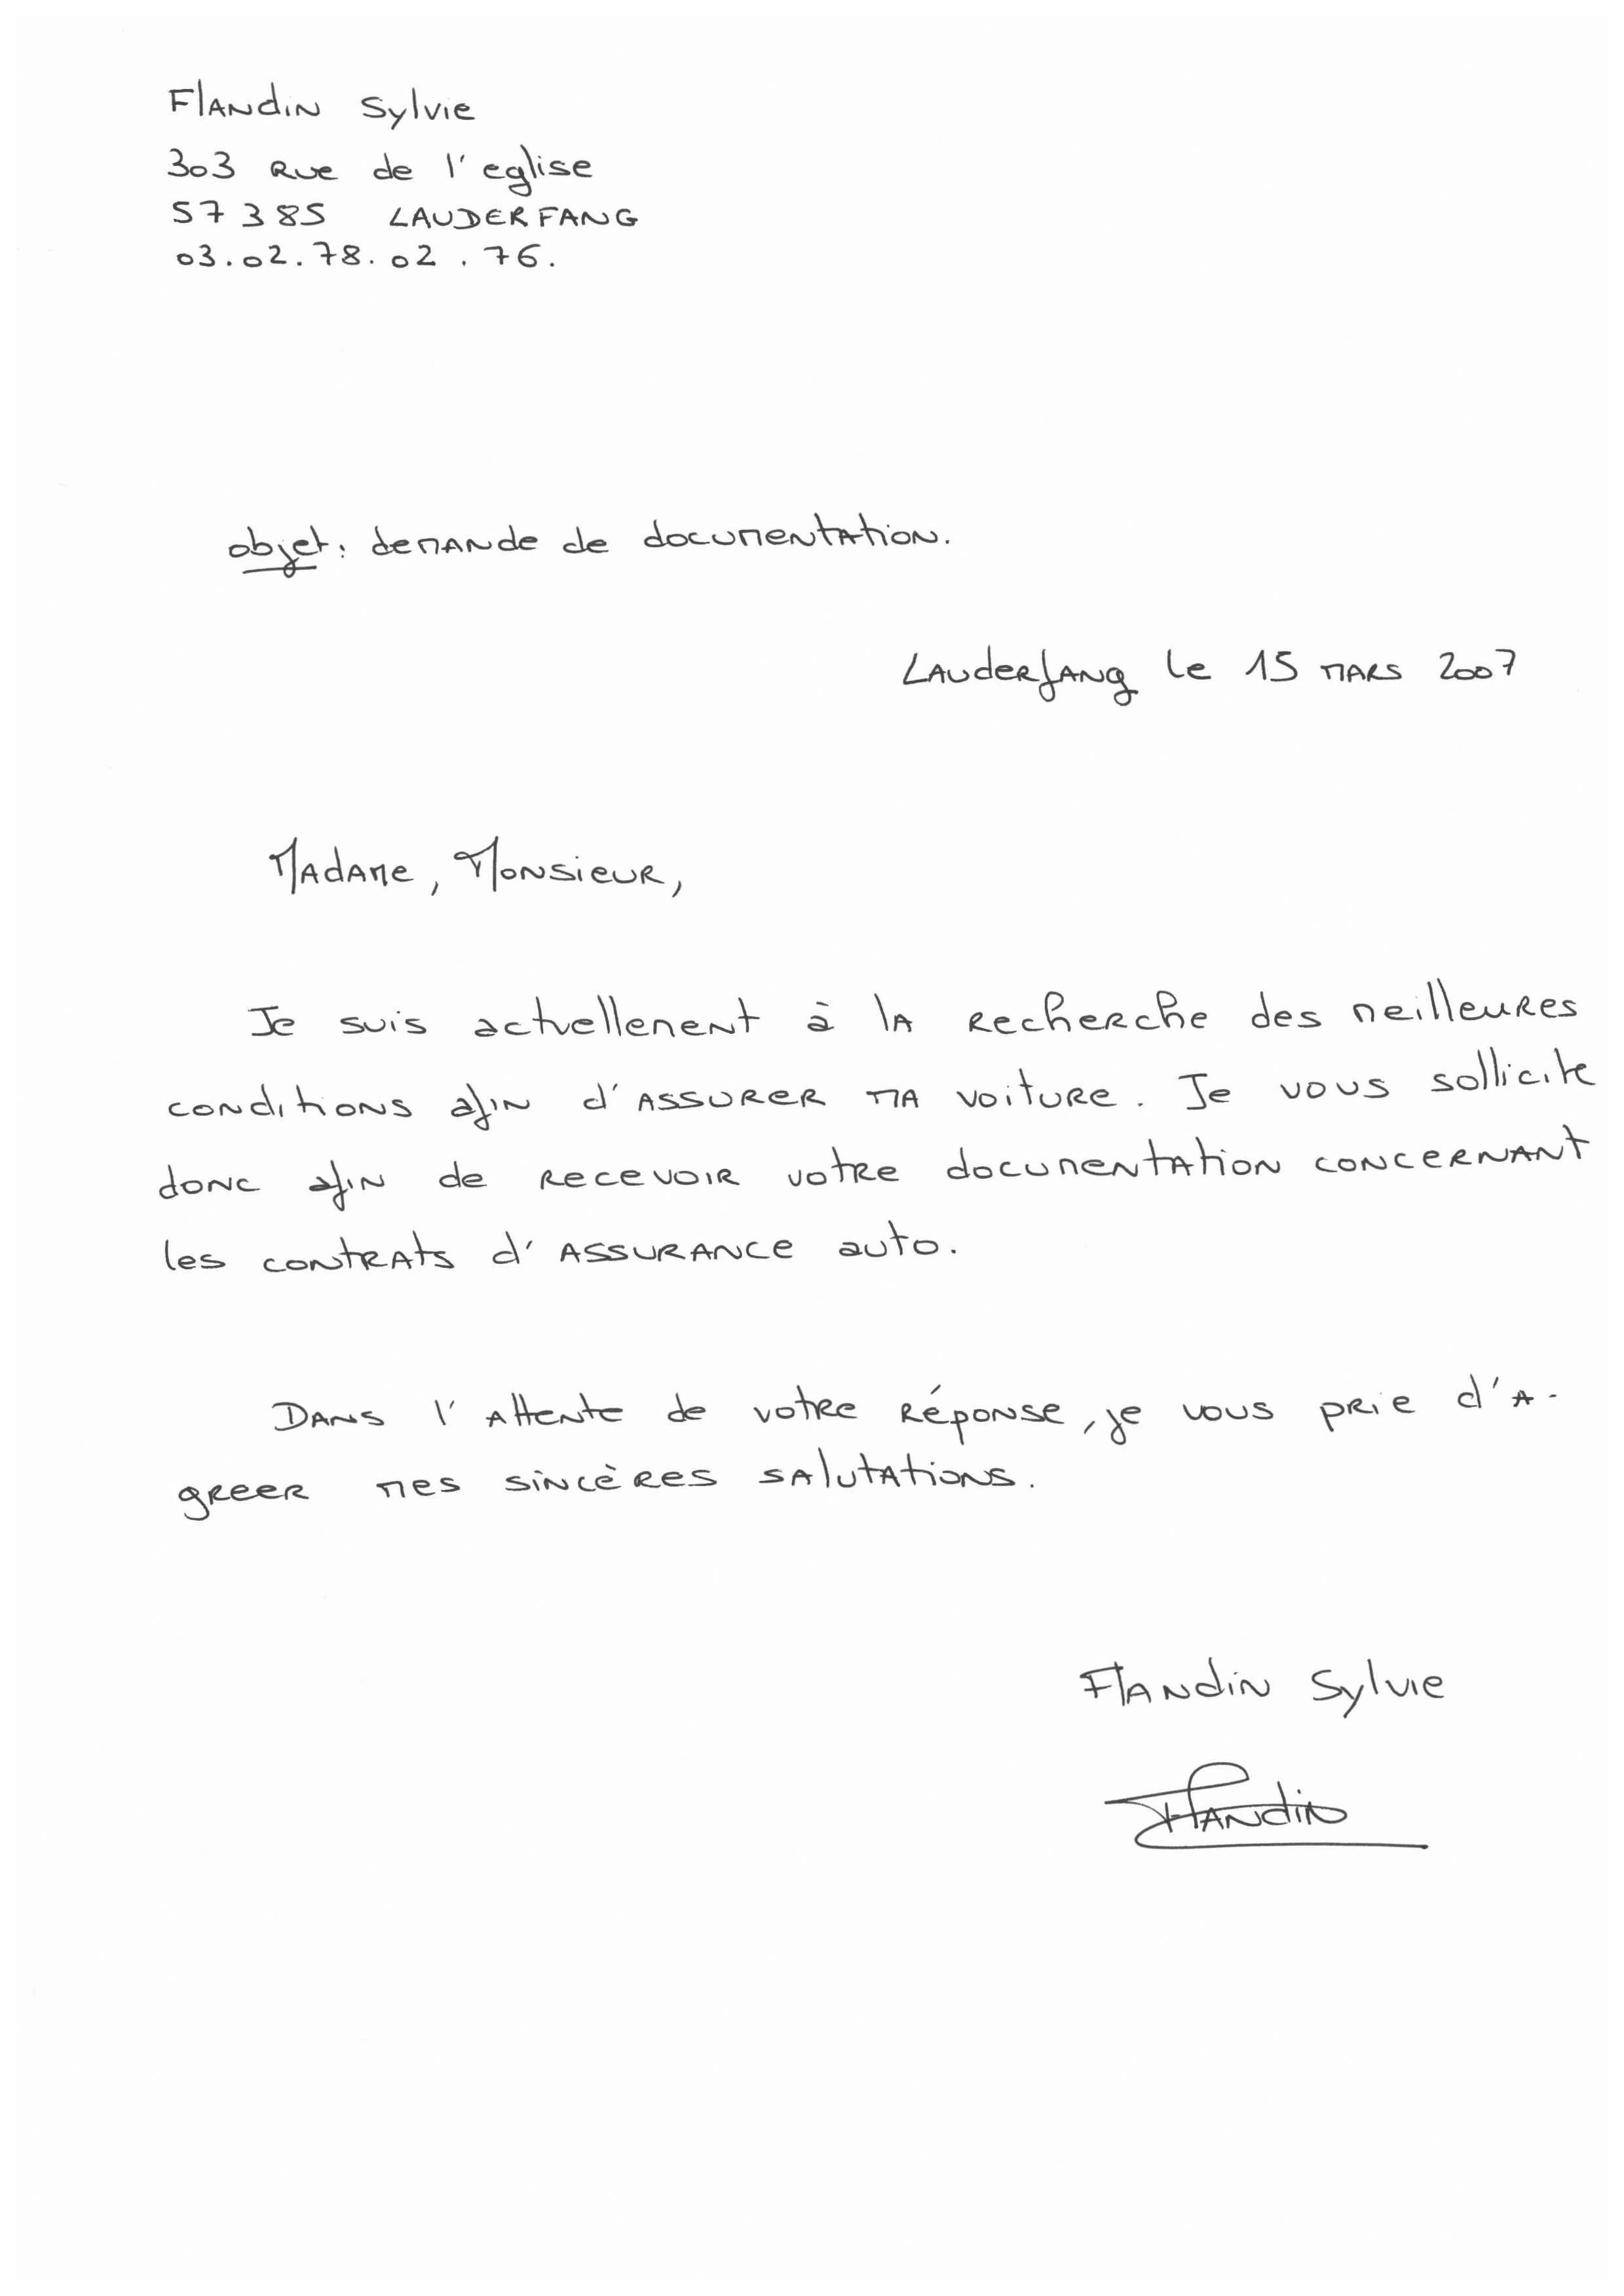 Flandin Sylvie
303 Rue de l'eglise
57385 LAUDERFANG
03.02.78.02.76.
objet: demande de documentation.
Lauderfang le 15 mars 2007
Madame, Monsieur,
Je suis actuellement à la recherche des meilleures
conditions afin d'assurer ma voiture. Je vous sollicite
donc afin de recevoir votre documentation concernant
les contrats d'assurance auto.
Dans l'attente de votre réponse, je vous prie d'a-
greer mes sincères salutations.
Flandin Sylvie
Flandin